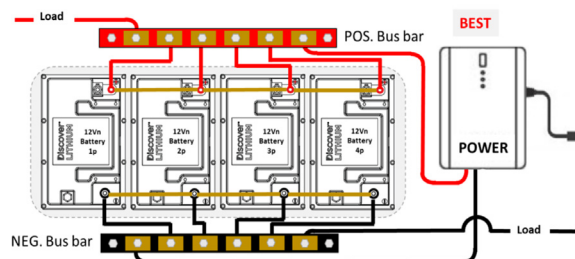 Load
BEST
POS. Bus bar
Discover
LITHIUM
12Vn
Battery
1p
Discover
LITHIUM
12Vn
Battery
2p
Discover
LITHIUM
12Vn
Battery
3p
Discover
LITHIUM
12Vn
Battery
4p
POWER
NEG. Bus bar
Load